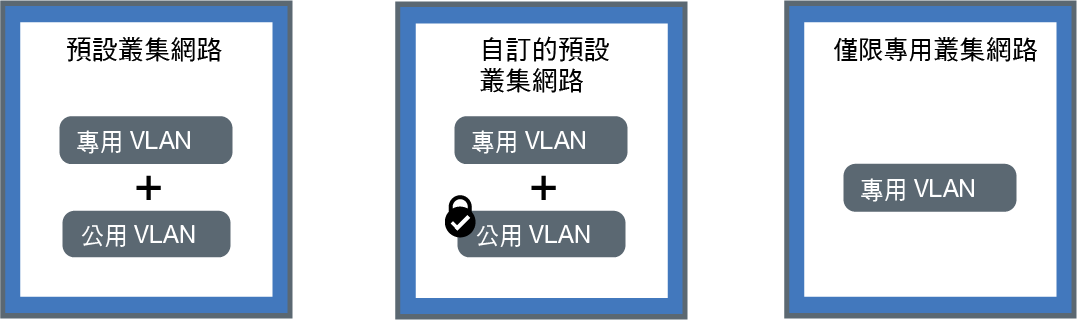 預設叢集網路
專用 VLAN
+
公用 VLAN
自訂的預設
叢集網路
專用 VLAN
+
公用 VLAN
僅限專用叢集網路
專用 VLAN